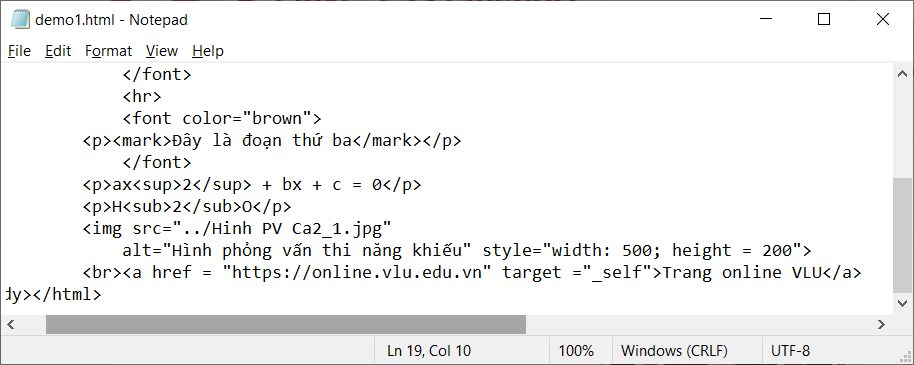 demo1.html - Notepad
File Edit Format View Help
</font>
<hr>
<font color="brown">
<p><mark>Đây là đoạn thứ ba</mark></p>
</font>
<p>ax<sup>2</sup> + bx + c = 0</p>
<p>H<sub>2</sub>O</p>
<img src="../Hinh PV Ca2_1.jpg"
alt="Hình phỏng vấn thi năng khiếu" style="width: 500; height = 200">
<br><a href = "https://online.vlu.edu.vn" target ="_self">Trang online VLU</a>
dy></html>
Ln 19, Col 10 100% Windows (CRLF) UTF-8